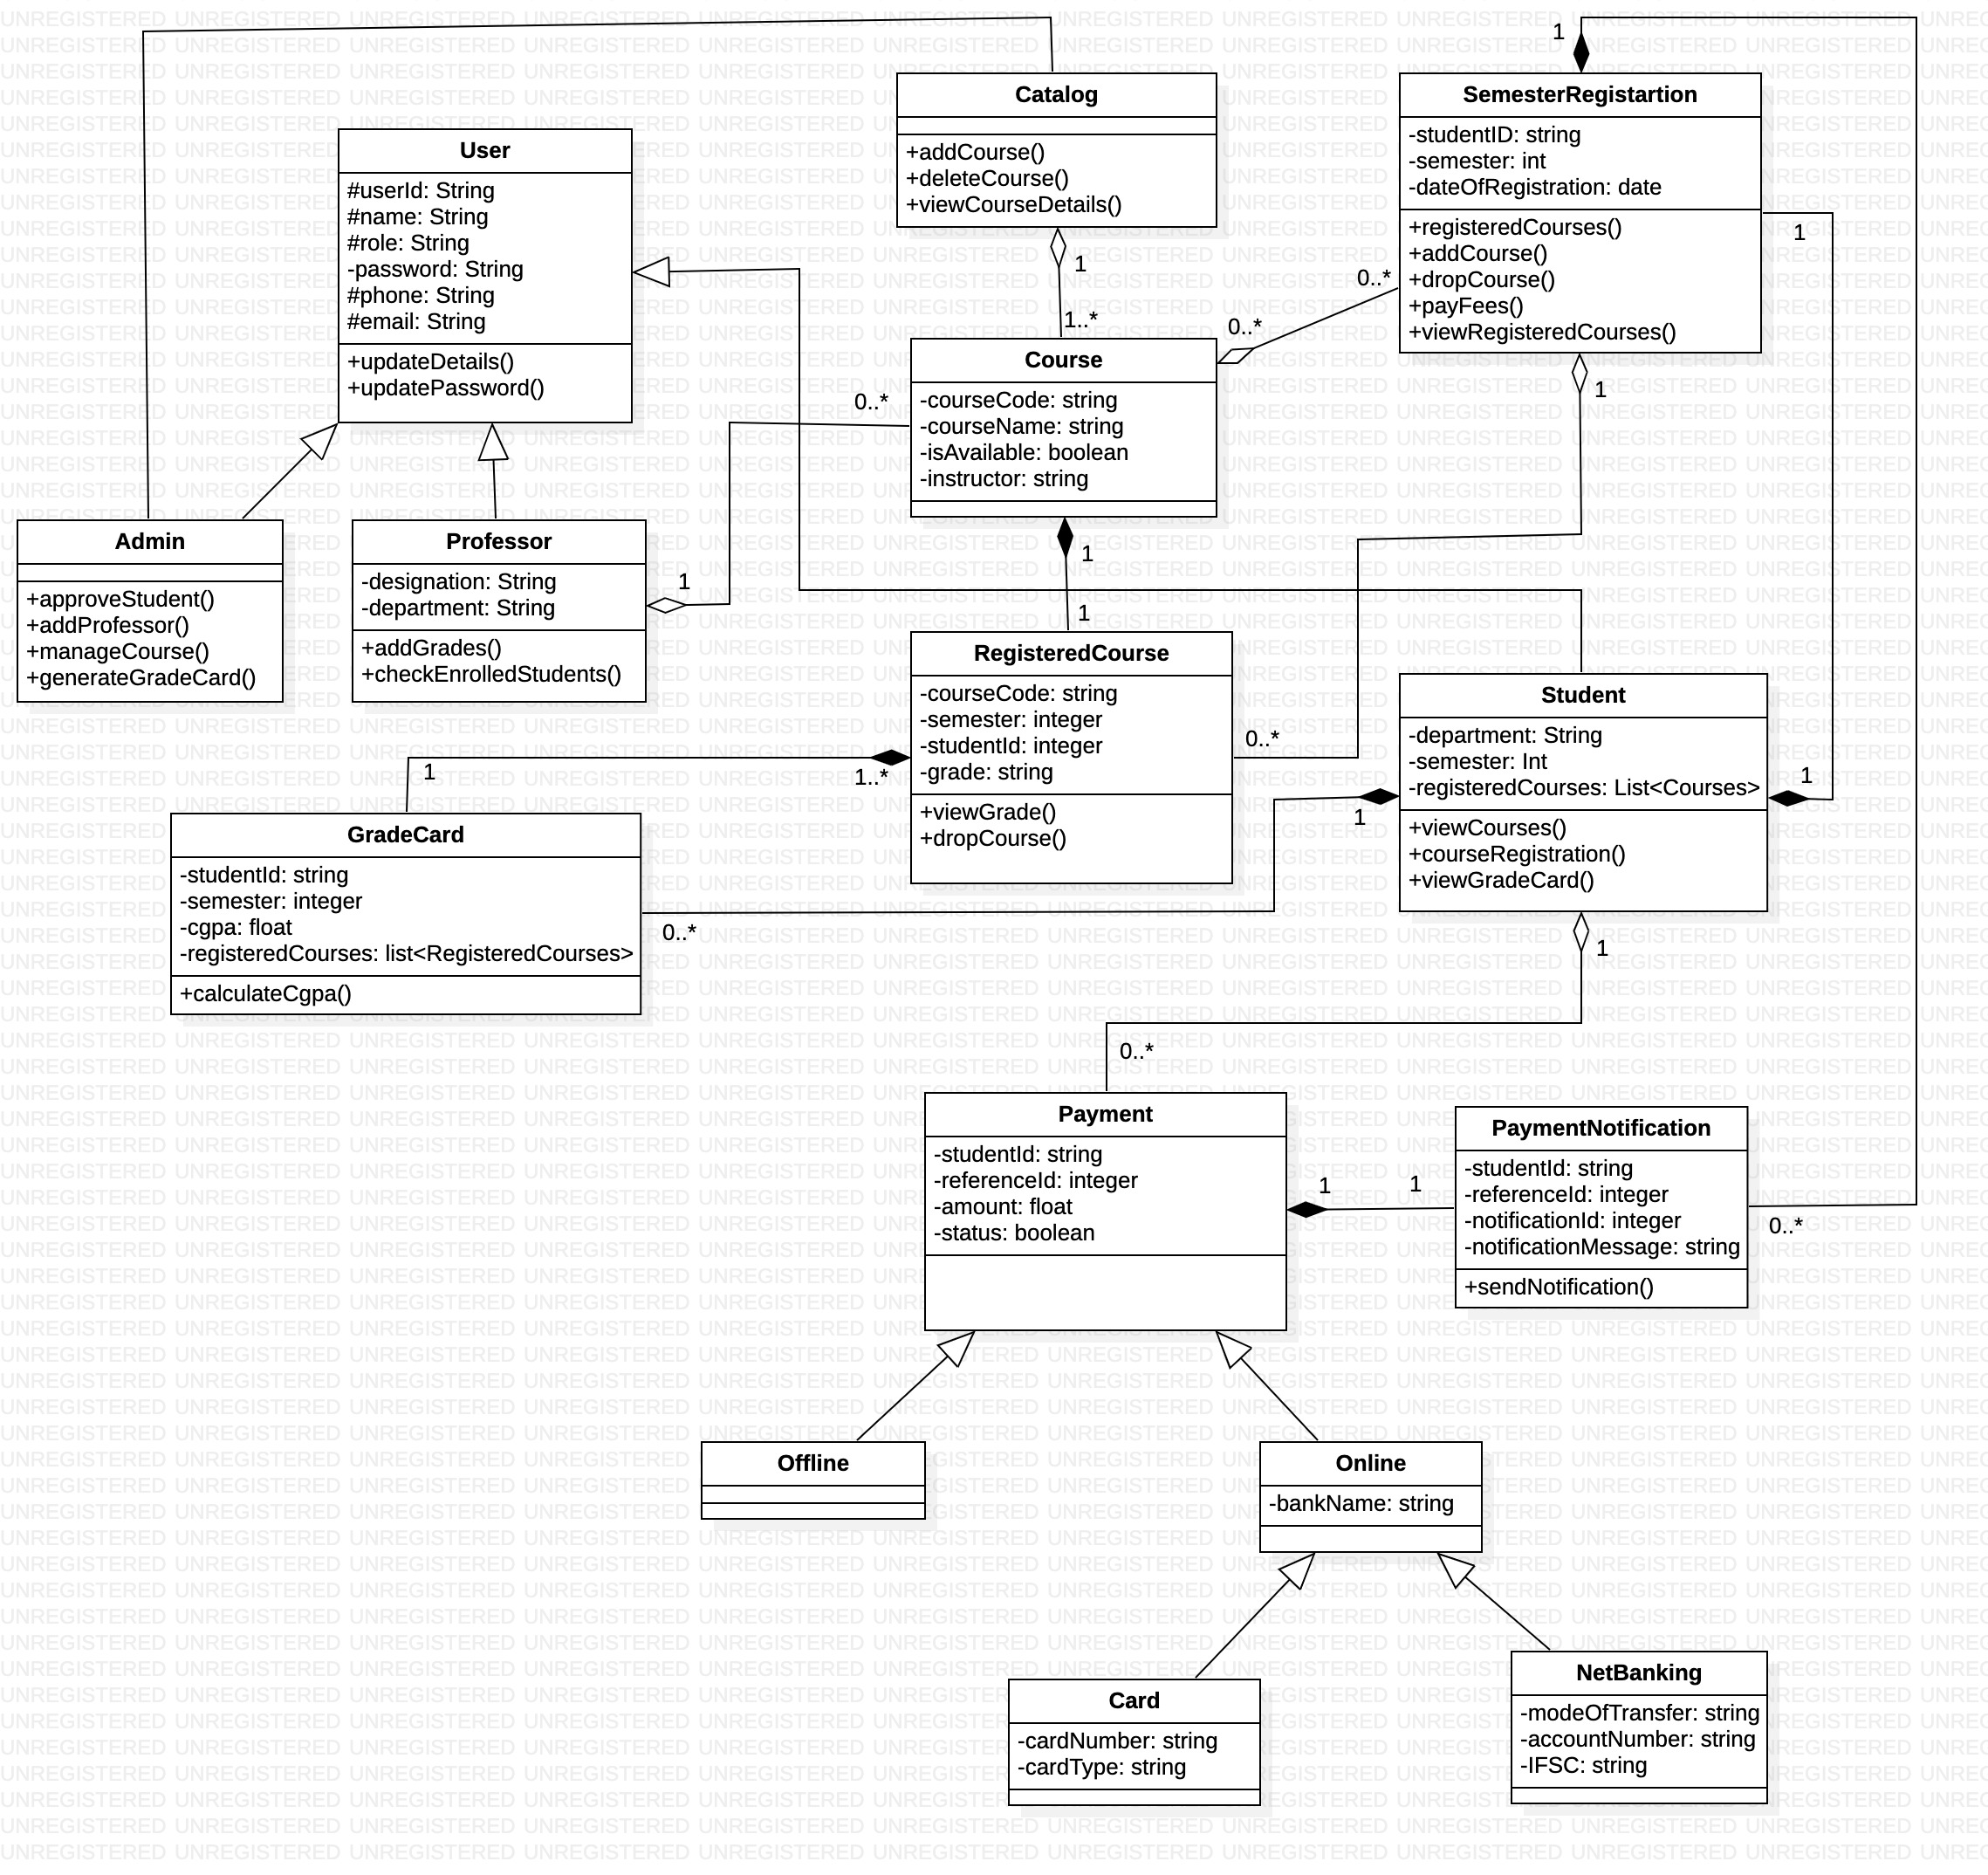 Catalog
+addCourse()
+deleteCourse()
+viewCourseDetails()
1
1..*
SemesterRegistartion
-studentID: string
-semester: int
-dateOfRegistration: date
+registeredCourses()
+addCourse()
+dropCourse()
+payFees()
+viewRegisteredCourses()
1
1
0..*
1
User
#userId: String
#name: String
#role: String
-password: String
#phone: String
#email: String
+updateDetails()
+updatePassword()
Course
-courseCode: string
-courseName: string
-isAvailable: boolean
-instructor: string
0..*
0..*
1
Admin
+approveStudent()
+addProfessor()
+manageCourse()
+generateGradeCard()
Professor
-designation: String
-department: String
+addGrades()
+checkEnrolledStudents()
1
RegisteredCourse
-courseCode: string
-semester: integer
-studentId: integer
-grade: string
+viewGrade()
+dropCourse()
1
0..*
1..*
Student
-department: String
-semester: Int
-registeredCourses: List<Courses>
+viewCourses()
+courseRegistration()
+viewGradeCard()
1
1
1
GradeCard
-studentId: string
-semester: integer
-cgpa: float
-registeredCourses: list<RegisteredCourses>
+calculateCgpa()
1
0..*
Payment
-studentId: string
-referenceId: integer
-amount: float
-status: boolean
0..*
1
1
PaymentNotification
-studentId: string
-referenceId: integer
-notificationId: integer
-notificationMessage: string
+sendNotification()
0..*
Offline
Online
-bankName: string
Card
-cardNumber: string
-cardType: string
NetBanking
-modeOfTransfer: string
-accountNumber: string
-IFSC: string
UNREGISTERED